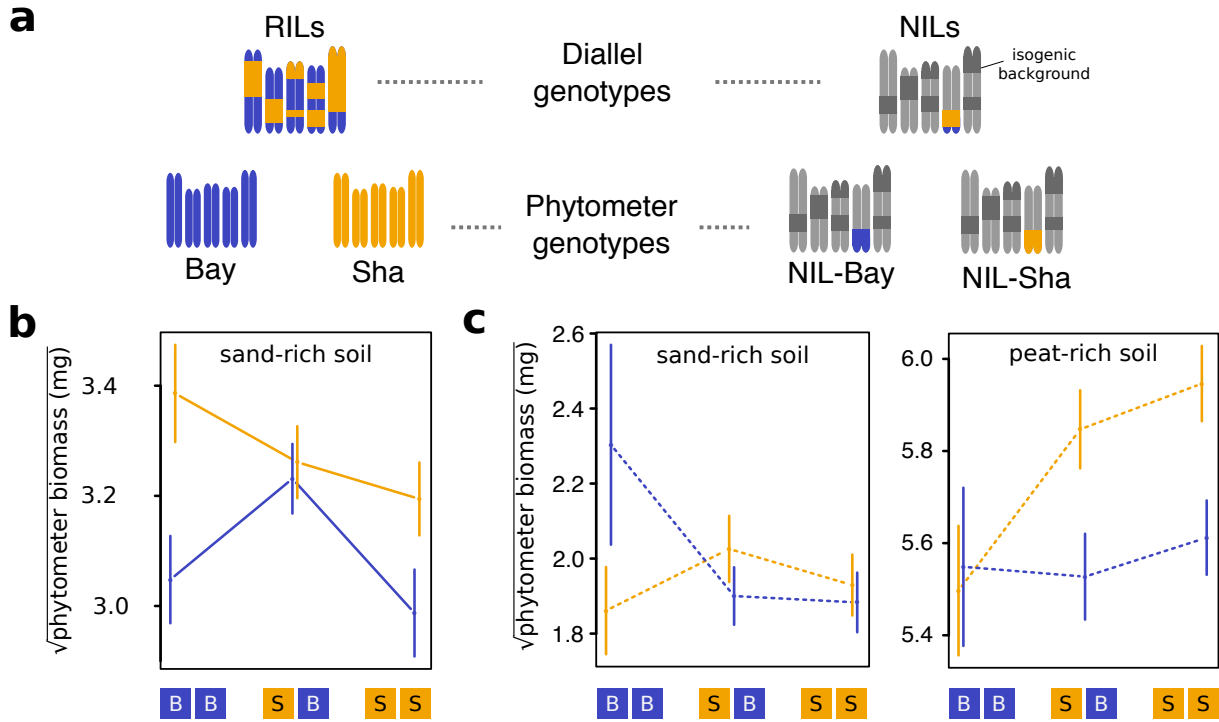 a
RILs
Diallel
genotypes
NILs
isogenic
background
Phytometer
genotypes
Bay
Sha
NIL-Bay
NIL-Sha
b
√phytometer biomass (mg)
sand-rich soil
3.4
3.2
3.0
B B S B S S
c
√phytometer biomass (mg)
sand-rich soil
2.6
2.4
2.2
2.0
1.8
B B S B S S
peat-rich soil
6.0
5.8
5.6
5.4
B B S B S S